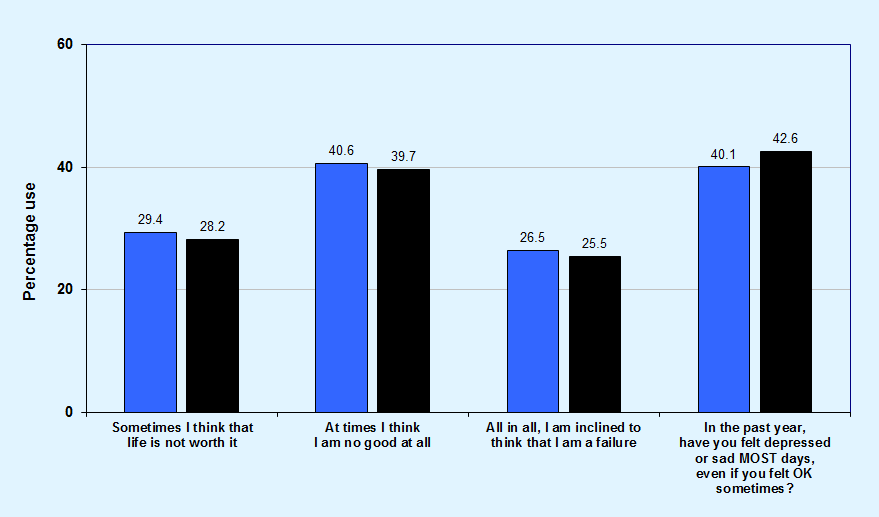 60
40
20
0
Percentage use
29.4
28.2
40.6
39.7
26.5
25.5
40.1
42.6
Sometimes I think that
life is not worth it
At times I think
I am no good at all
All in all, I am inclined to
think that I am a failure
In the past year,
have you felt depressed
or sad MOST days,
even if you felt OK
sometimes?